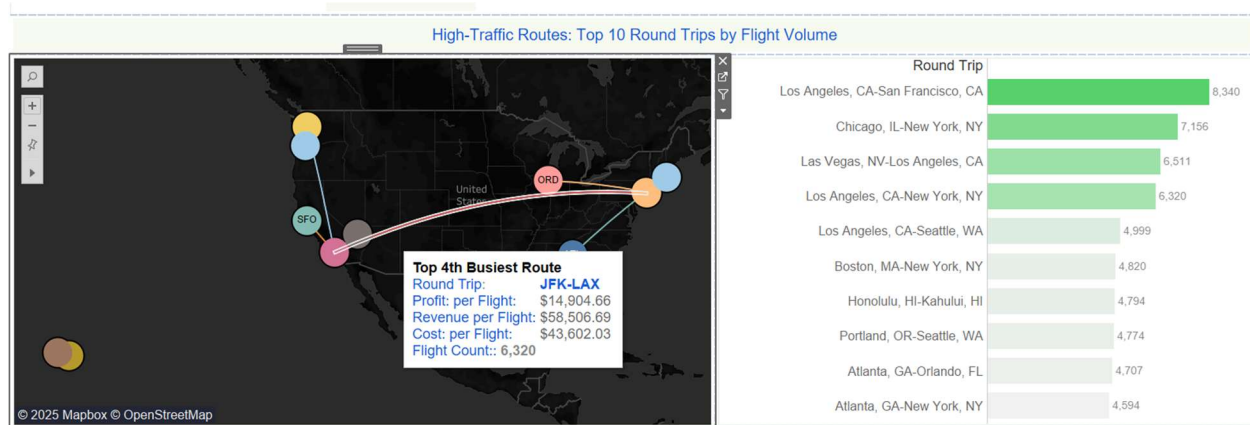 High-Traffic Routes: Top 10 Round Trips by Flight Volume
ORD
United
States
SFO
Top 4th Busiest Route
Round Trip: JFK-LAX
Profit: per Flight: $14,904.66
Revenue per Flight: $58,506.69
Cost: per Flight: $43,602.03
Flight Count:: 6,320
© 2025 Mapbox © OpenStreetMap
Round Trip
Los Angeles, CA-San Francisco, CA 8,340
Chicago, IL-New York, NY 7,156
Las Vegas, NV-Los Angeles, CA 6,511
Los Angeles, CA-New York, NY 6,320
Los Angeles, CA-Seattle, WA 4,999
Boston, MA-New York, NY 4,820
Honolulu, HI-Kahului, HI 4,794
Portland, OR-Seattle, WA 4,774
Atlanta, GA-Orlando, FL 4,707
Atlanta, GA-New York, NY 4,594